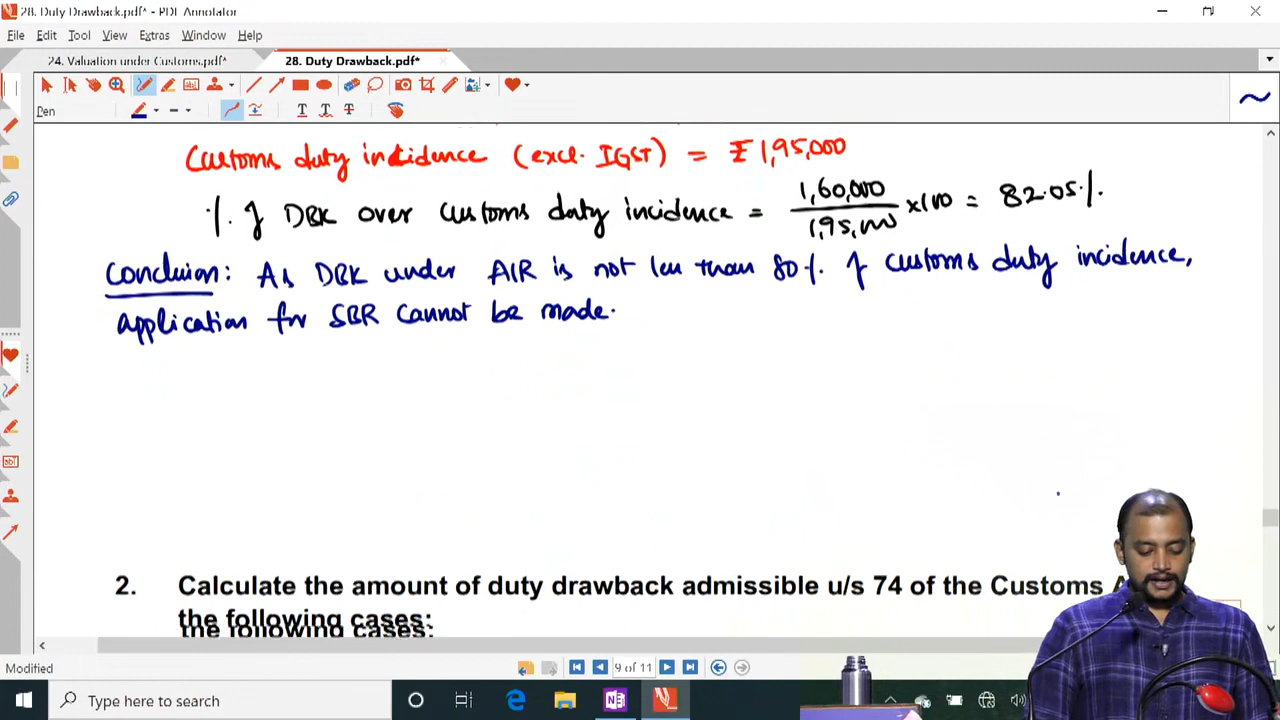 28. Duty Drawback.pdf* - PDF Annotator
File Edit Tool View Extras Window Help
24. Valuation under Customs.pdf* 28. Duty Drawback.pdf*
Pen
Customs duty incidence (excl. IGST) = ₹1,95,000
% of DBK over customs duty incidence = 1,60,000 / 1,95,000 ×100 = 82.05%
Conclusion: As DBK under AIR is not less than 80% of customs duty incidence,
application for SBR cannot be made.
2. Calculate the amount of duty drawback admissible u/s 74 of the Customs
the following cases:
the following cases:
Modified 9 of 11
Type here to search